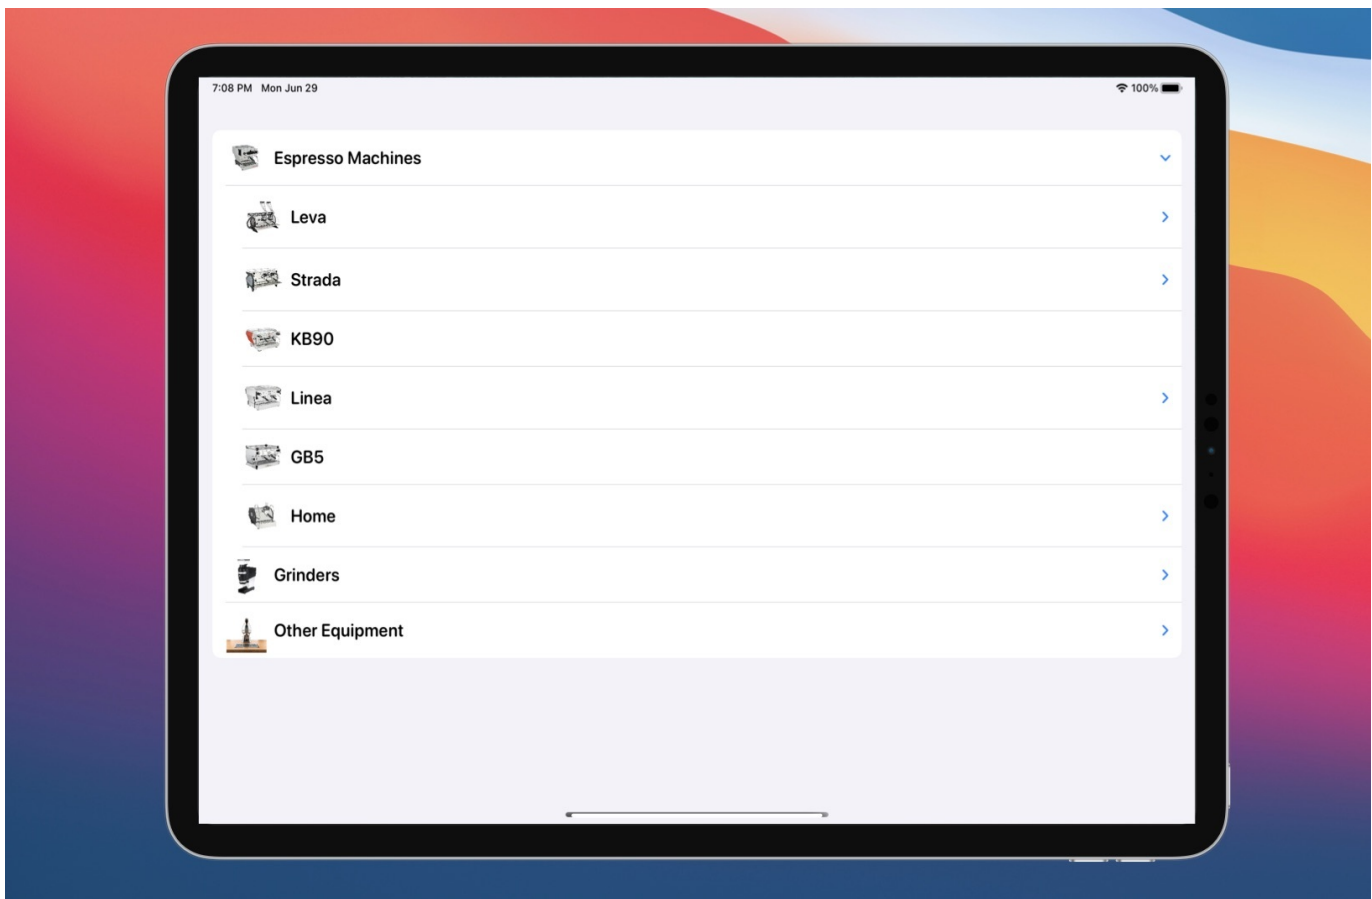 7:08 PM Mon Jun 29
100%
Espresso Machines
Leva
Strada
KB90
Linea
GB5
Home
Grinders
Other Equipment